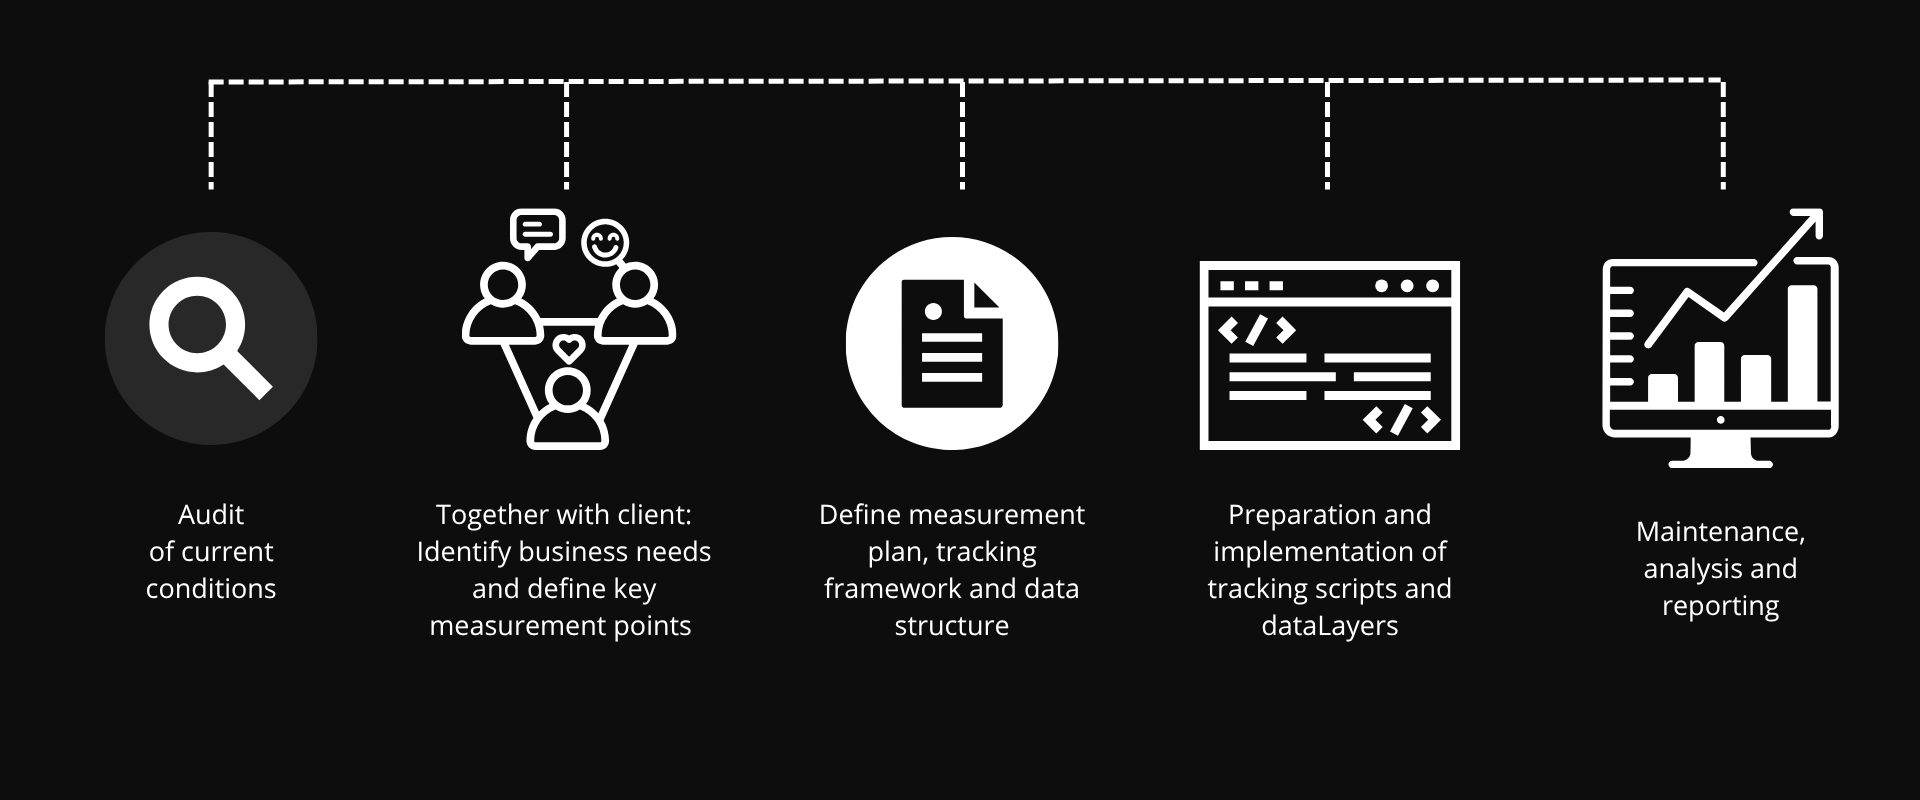 Audit
of current
conditions
Together with client:
Identify business needs
and define key
measurement points
Define measurement
plan, tracking
framework and data
structure
Preparation and
implementation of
tracking scripts and
dataLayers
Maintenance,
analysis and
reporting